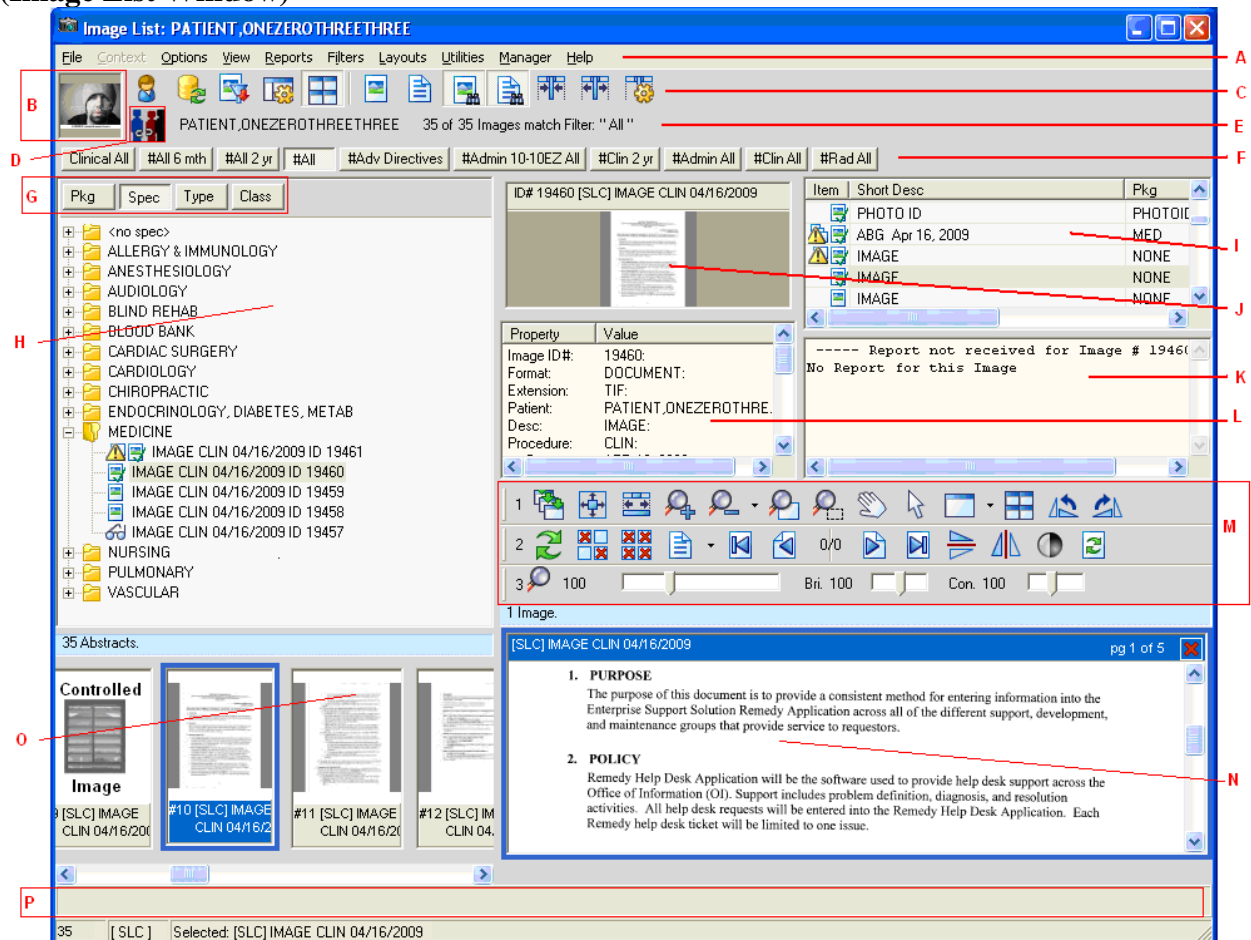 (Image List Window)
Image List: PATIENT,ONEZEROTHREETHREE
File Context Options View Reports Filters Layouts Utilities Manager Help
A
B
C
PATIENT,ONEZEROTHREETHREE 35 of 35 Images match Filter: "All"
E
D
Clinical All #All 6 mth #All 2 yr #All #Adv Directives #Admin 10-10EZ All #Clin 2 yr #Admin All #Clin All #Rad All
F
G
Pkg Spec Type Class
<no spec>
ALLERGY & IMMUNOLOGY
ANESTHESIOLOGY
AUDIOLOGY
BLIND REHAB
BLOOD BANK
CARDIAC SURGERY
CARDIOLOGY
CHIROPRACTIC
ENDOCRINOLOGY, DIABETES, METAB
MEDICINE
IMAGE CLIN 04/16/2009 ID 19461
IMAGE CLIN 04/16/2009 ID 19460
IMAGE CLIN 04/16/2009 ID 19459
IMAGE CLIN 04/16/2009 ID 19458
IMAGE CLIN 04/16/2009 ID 19457
NURSING
PULMONARY
VASCULAR
H
ID# 19460 [SLC] IMAGE CLIN 04/16/2009
Item Short Desc Pkg
PHOTO ID PHOTOID
ABG Apr 16, 2009 MED
IMAGE NONE
IMAGE NONE
IMAGE NONE
I
J
Property Value
Image ID#: 19460:
Format: DOCUMENT:
Extension: TIF:
Patient: PATIENT,ONEZEROTHRE.
Desc: IMAGE:
Procedure: CLIN:
----- Report not received for Image # 19460
No Report for this Image
K
L
1
2 0/0
3 100 Bri. 100 Con. 100
M
1 Image.
35 Abstracts.
Controlled
Image
[SLC] IMAGE
CLIN 04/16/200
#10 [SLC] IMAGE
CLIN 04/16/2
#11 [SLC] IMAGE
CLIN 04/16/20
#12 [SLC] IM
CLIN 04.
O
[SLC] IMAGE CLIN 04/16/2009 pg 1 of 5
1. PURPOSE
The purpose of this document is to provide a consistent method for entering information into the
Enterprise Support Solution Remedy Application across all of the different support, development,
and maintenance groups that provide service to requestors.
2. POLICY
Remedy Help Desk Application will be the software used to provide help desk support across the
Office of Information (OI). Support includes problem definition, diagnosis, and resolution
activities. All help desk requests will be entered into the Remedy Help Desk Application. Each
Remedy help desk ticket will be limited to one issue.
N
P
35 [ SLC ] Selected: [SLC] IMAGE CLIN 04/16/2009